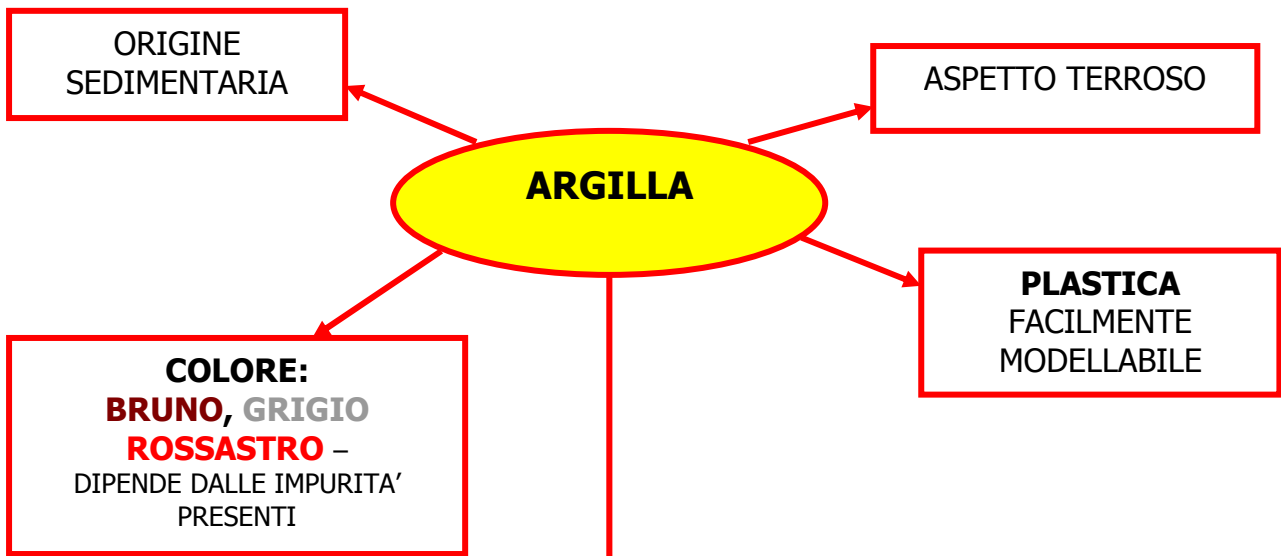 ORIGINE
SEDIMENTARIA
ASPETTO TERROSO
ARGILLA
PLASTICA
FACILMENTE
MODELLABILE
COLORE:
BRUNO, GRIGIO
ROSSASTRO –
DIPENDE DALLE IMPURITA’
PRESENTI